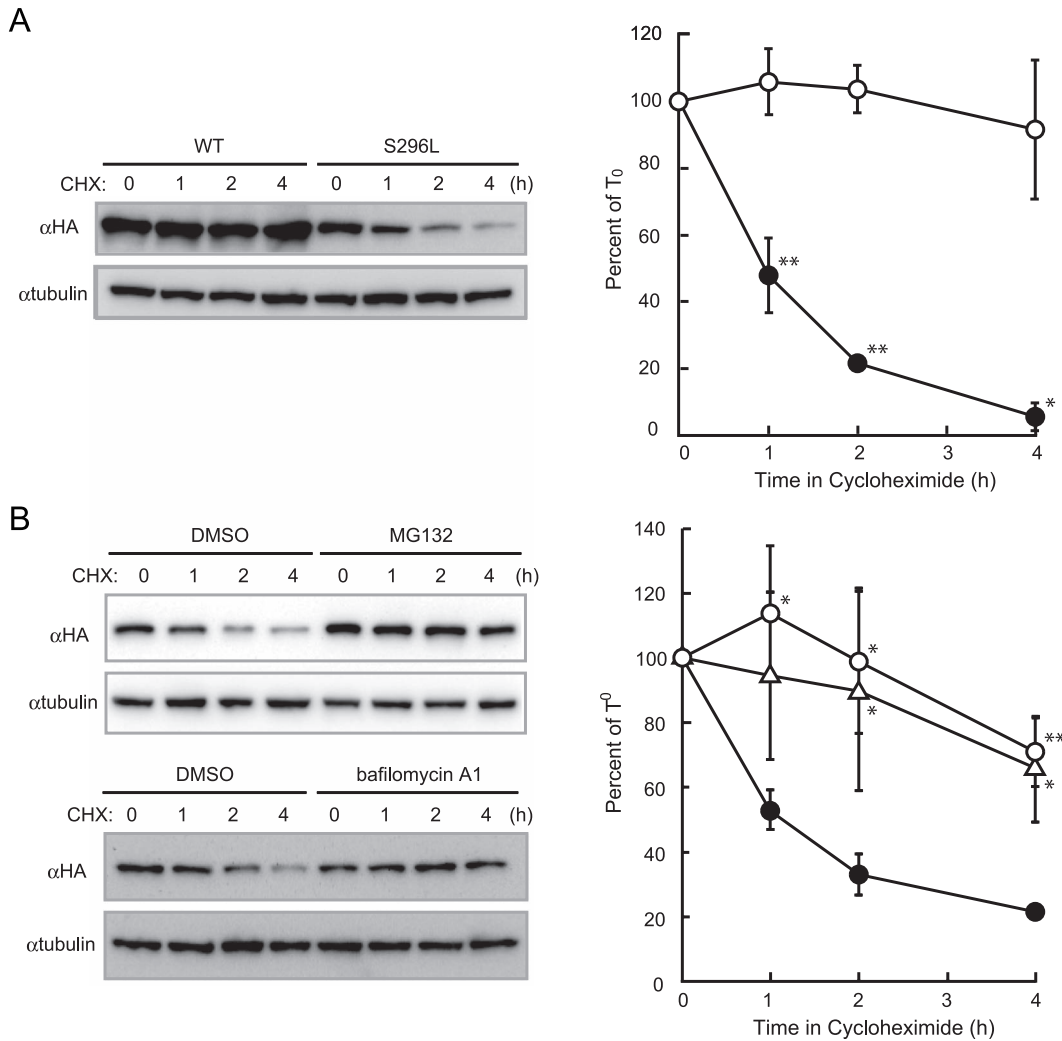 A
WT S296L
CHX: 0 1 2 4 0 1 2 4 (h)
αHA
αtubulin
120
100
80
60
40
20
0
Percent of T0
** 
**
*
0 1 2 3 4
Time in Cycloheximide (h)
B
DMSO MG132
CHX: 0 1 2 4 0 1 2 4 (h)
αHA
αtubulin
DMSO bafilomycin A1
CHX: 0 1 2 4 0 1 2 4 (h)
αHA
αtubulin
140
120
100
80
60
40
20
0
Percent of T0
*
*
*
**
*
0 1 2 3 4
Time in Cycloheximide (h)